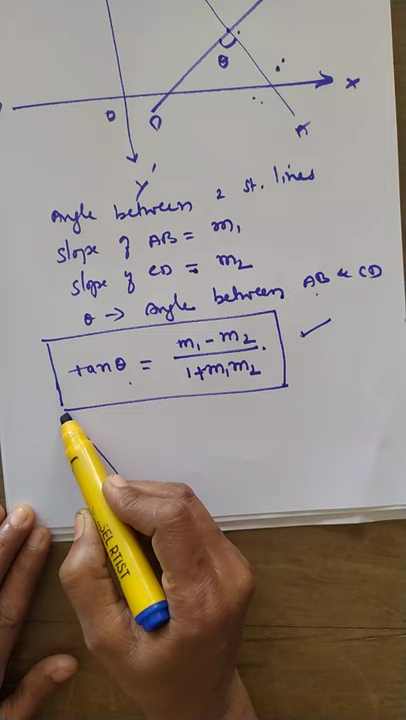 θ
X
O
D
A
Y'
Angle between 2 st. lines
slope of AB = m₁
slope of CD = m₂
θ → Angle between AB & CD
tanθ = (m₁ - m₂) / (1 + m₁m₂)